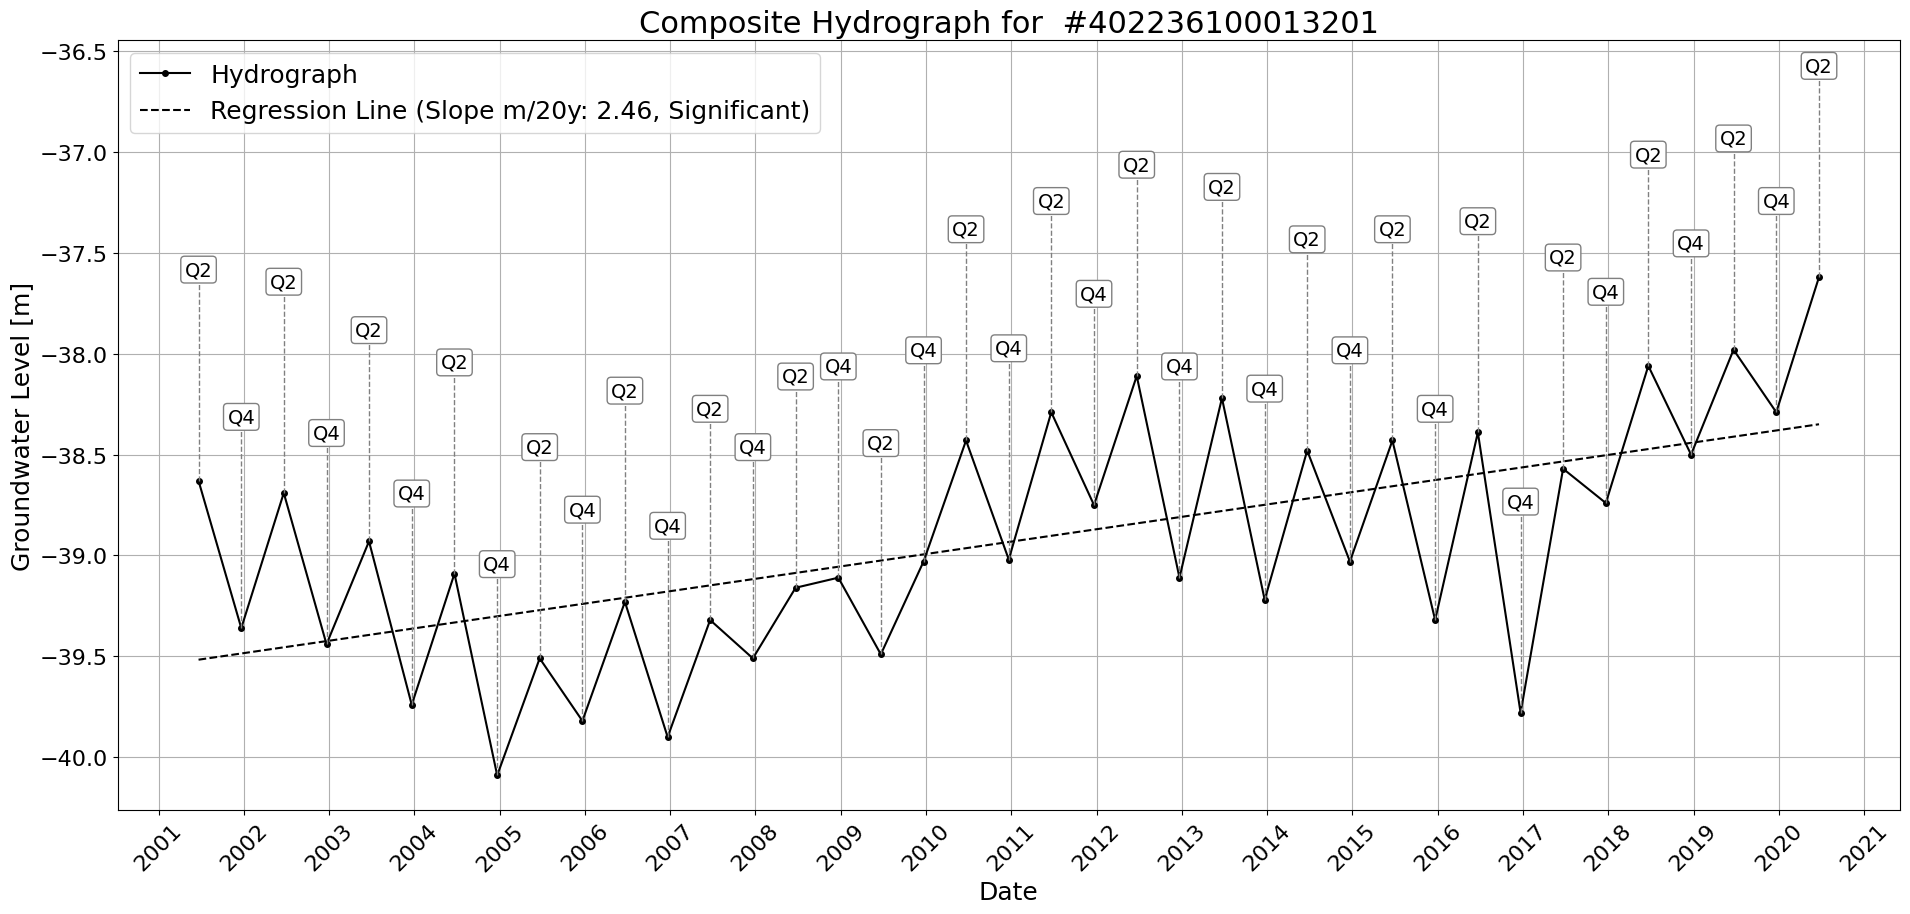 Composite Hydrograph for  #402236100013201
Hydrograph
Regression Line (Slope m/20y: 2.46, Significant)
Groundwater Level [m]
−36.5
−37.0
−37.5
−38.0
−38.5
−39.0
−39.5
−40.0
Q2
Q4
Q2
Q4
Q2
Q4
Q2
Q4
Q2
Q4
Q2
Q4
Q2
Q4
Q2
Q4
Q2
Q4
Q2
Q4
Q2
Q4
Q2
Q4
Q2
Q4
Q2
Q4
Q2
Q4
Q2
Q4
Q2
Q4
Q2
Q4
Q2
Q4
Q2
2001
2002
2003
2004
2005
2006
2007
2008
2009
2010
2011
2012
2013
2014
2015
2016
2017
2018
2019
2020
2021
Date